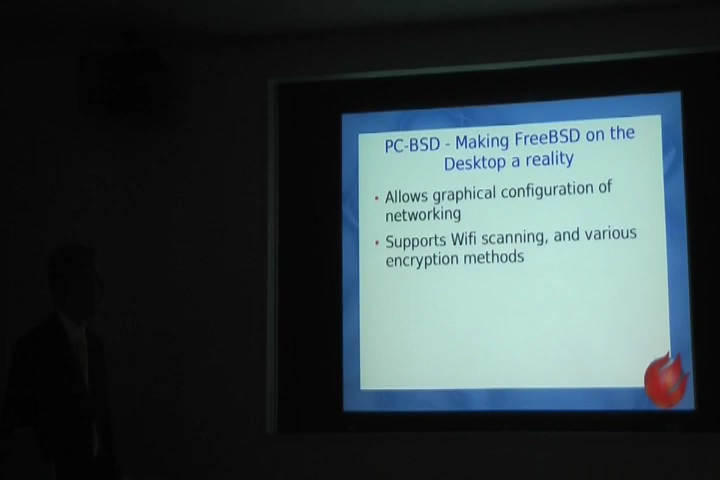 PC-BSD - Making FreeBSD on the
Desktop a reality
• Allows graphical configuration of
networking
• Supports Wifi scanning, and various
encryption methods